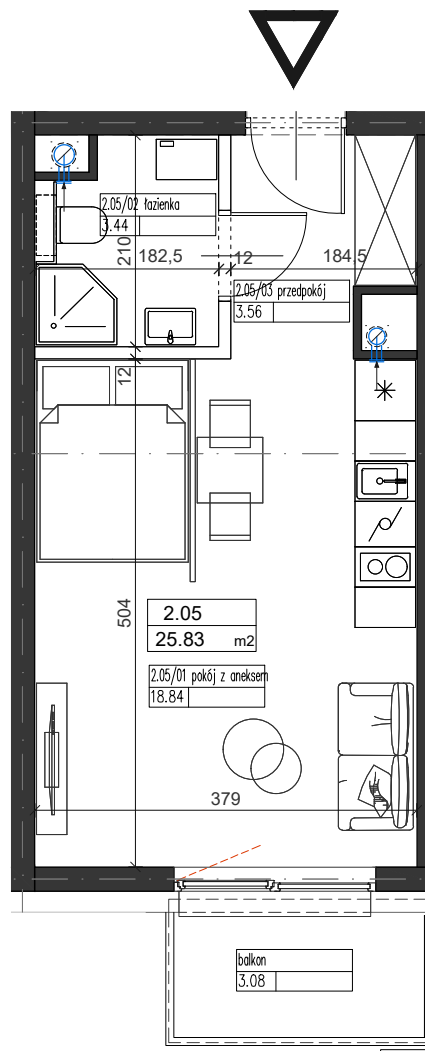 2.05/02 łazienka
3.44
210
182,5
12
184,5
2.05/03 przedpokój
3.56
12
504
2.05
25.83 m2
2.05/01 pokój z aneksem
18.84
379
balkon
3.08